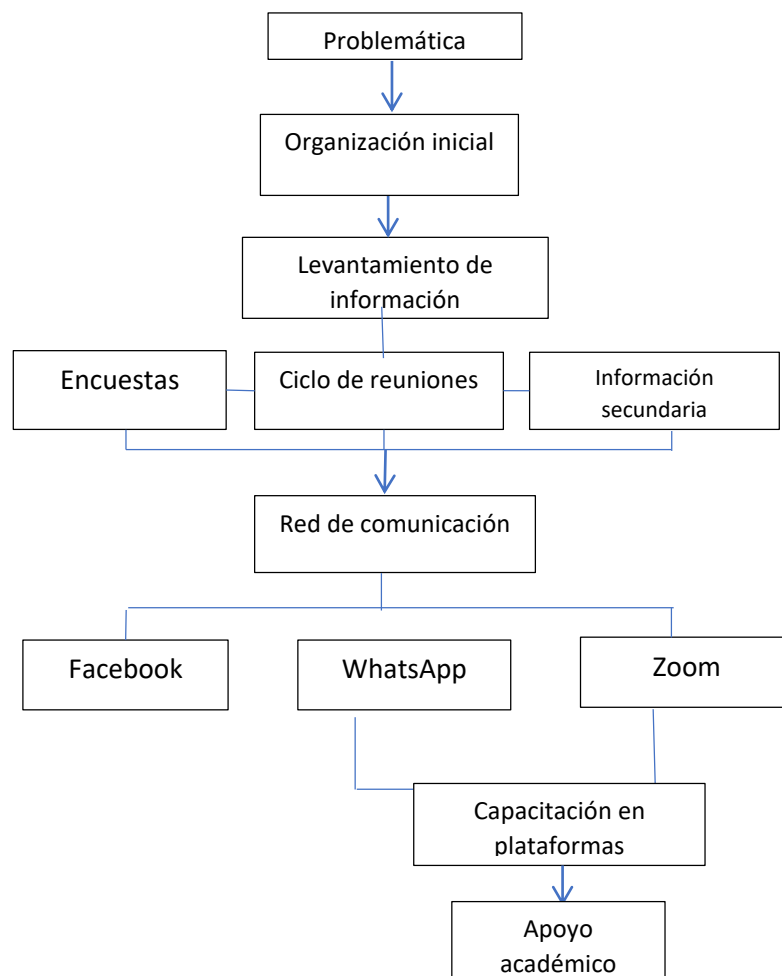 Problemática
Organización inicial
Levantamiento de
información
Encuestas
Ciclo de reuniones
Información
secundaria
Red de comunicación
Facebook
WhatsApp
Zoom
Capacitación en
plataformas
Apoyo
académico